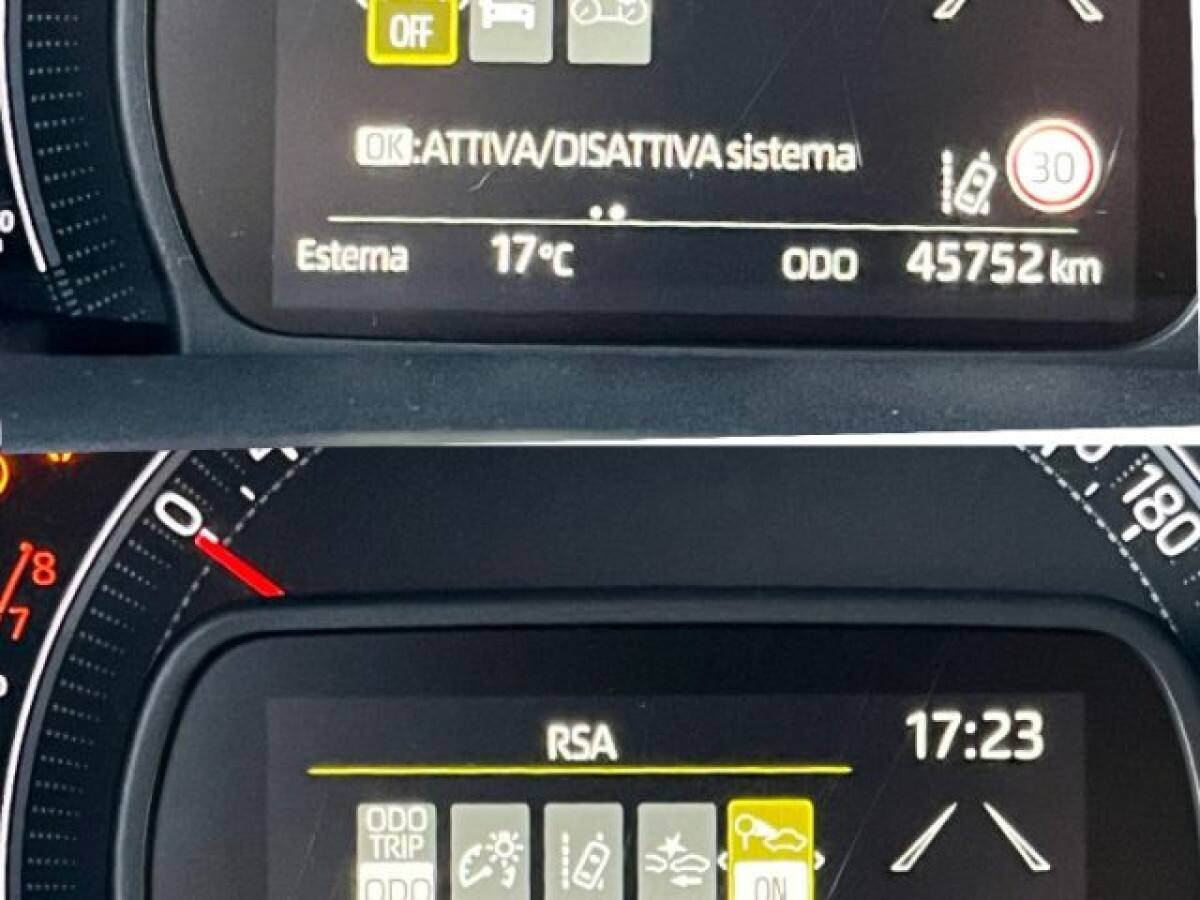 OFF
OK:ATTIVA/DISATTIVA sistema
30
Esterna 17°C ODO 45752 km
0
180
8
7
RSA 17:23
ODO
TRIP
ODO
ON